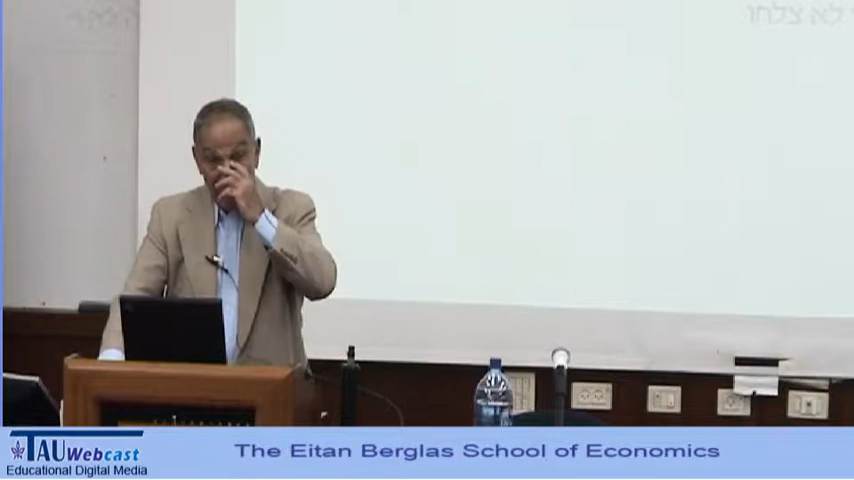 לא צלחו
TAUWebcast
Educational Digital Media
The Eitan Berglas School of Economics